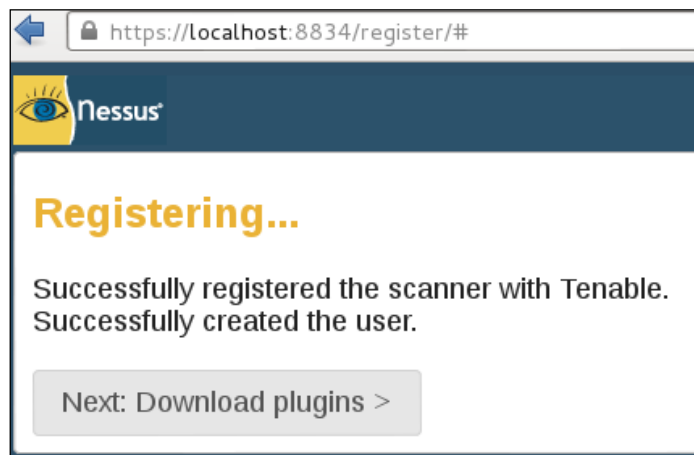 https://localhost:8834/register/#
Nessus®
Registering...
Successfully registered the scanner with Tenable.
Successfully created the user.
Next: Download plugins >